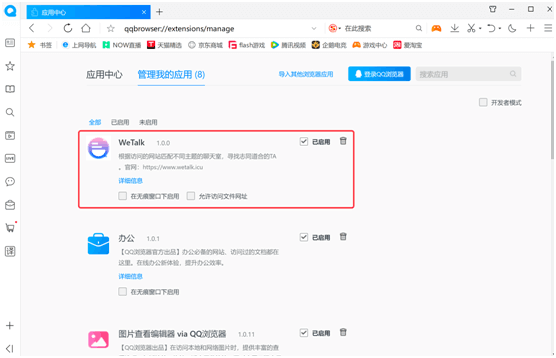 应用中心
qqbrowser://extensions/manage
在此搜索
书签
上网导航
NOW直播
天猫精选
京东商城
flash游戏
腾讯视频
企鹅电竞
游戏中心
爱淘宝
应用中心
管理我的应用 (8)
导入其他浏览器应用
登录QQ浏览器
搜索应用
开发者模式
全部
已启用
未启用
WeTalk 1.0.0
已启用
根据访问的网站匹配不同主题的聊天室，寻找志同道合的TA
。官网：https://www.wetalk.icu
详细信息
在无痕窗口下启用
允许访问文件网址
办公 1.0.1
已启用
【QQ浏览器官方出品】办公必备的网站、访问过的文档都在
这里。在线办公新体验，提升办公效率。
详细信息
在无痕窗口下启用
图片查看编辑器 via QQ浏览器 1.0.11
已启用
【QQ浏览器出品】在访问本地和网络图片时，提供丰富的查